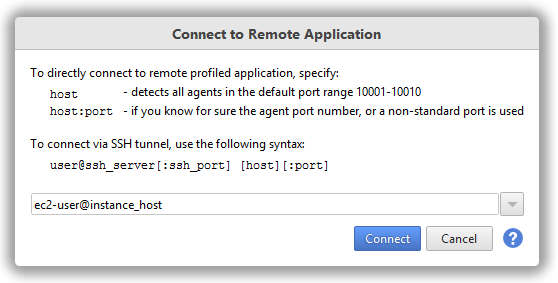 Connect to Remote Application
To directly connect to remote profiled application, specify:
host - detects all agents in the default port range 10001-10010
host:port - if you know for sure the agent port number, or a non-standard port is used
To connect via SSH tunnel, use the following syntax:
user@ssh_server[:ssh_port] [host][:port]
ec2-user@instance_host
Connect Cancel ?